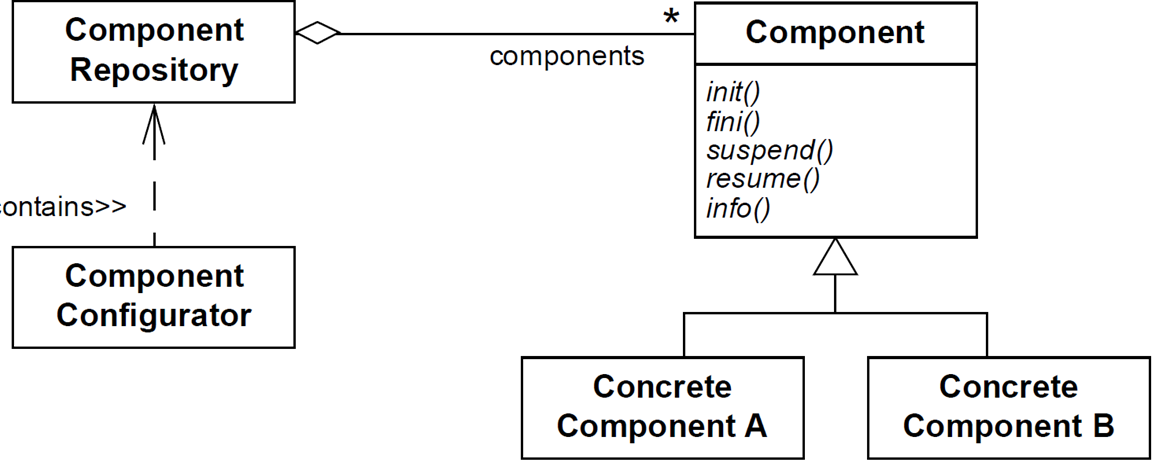 Component
Repository
*
components
Component
init()
fini()
suspend()
resume()
info()
contains>>
Component
Configurator
Concrete
Component A
Concrete
Component B